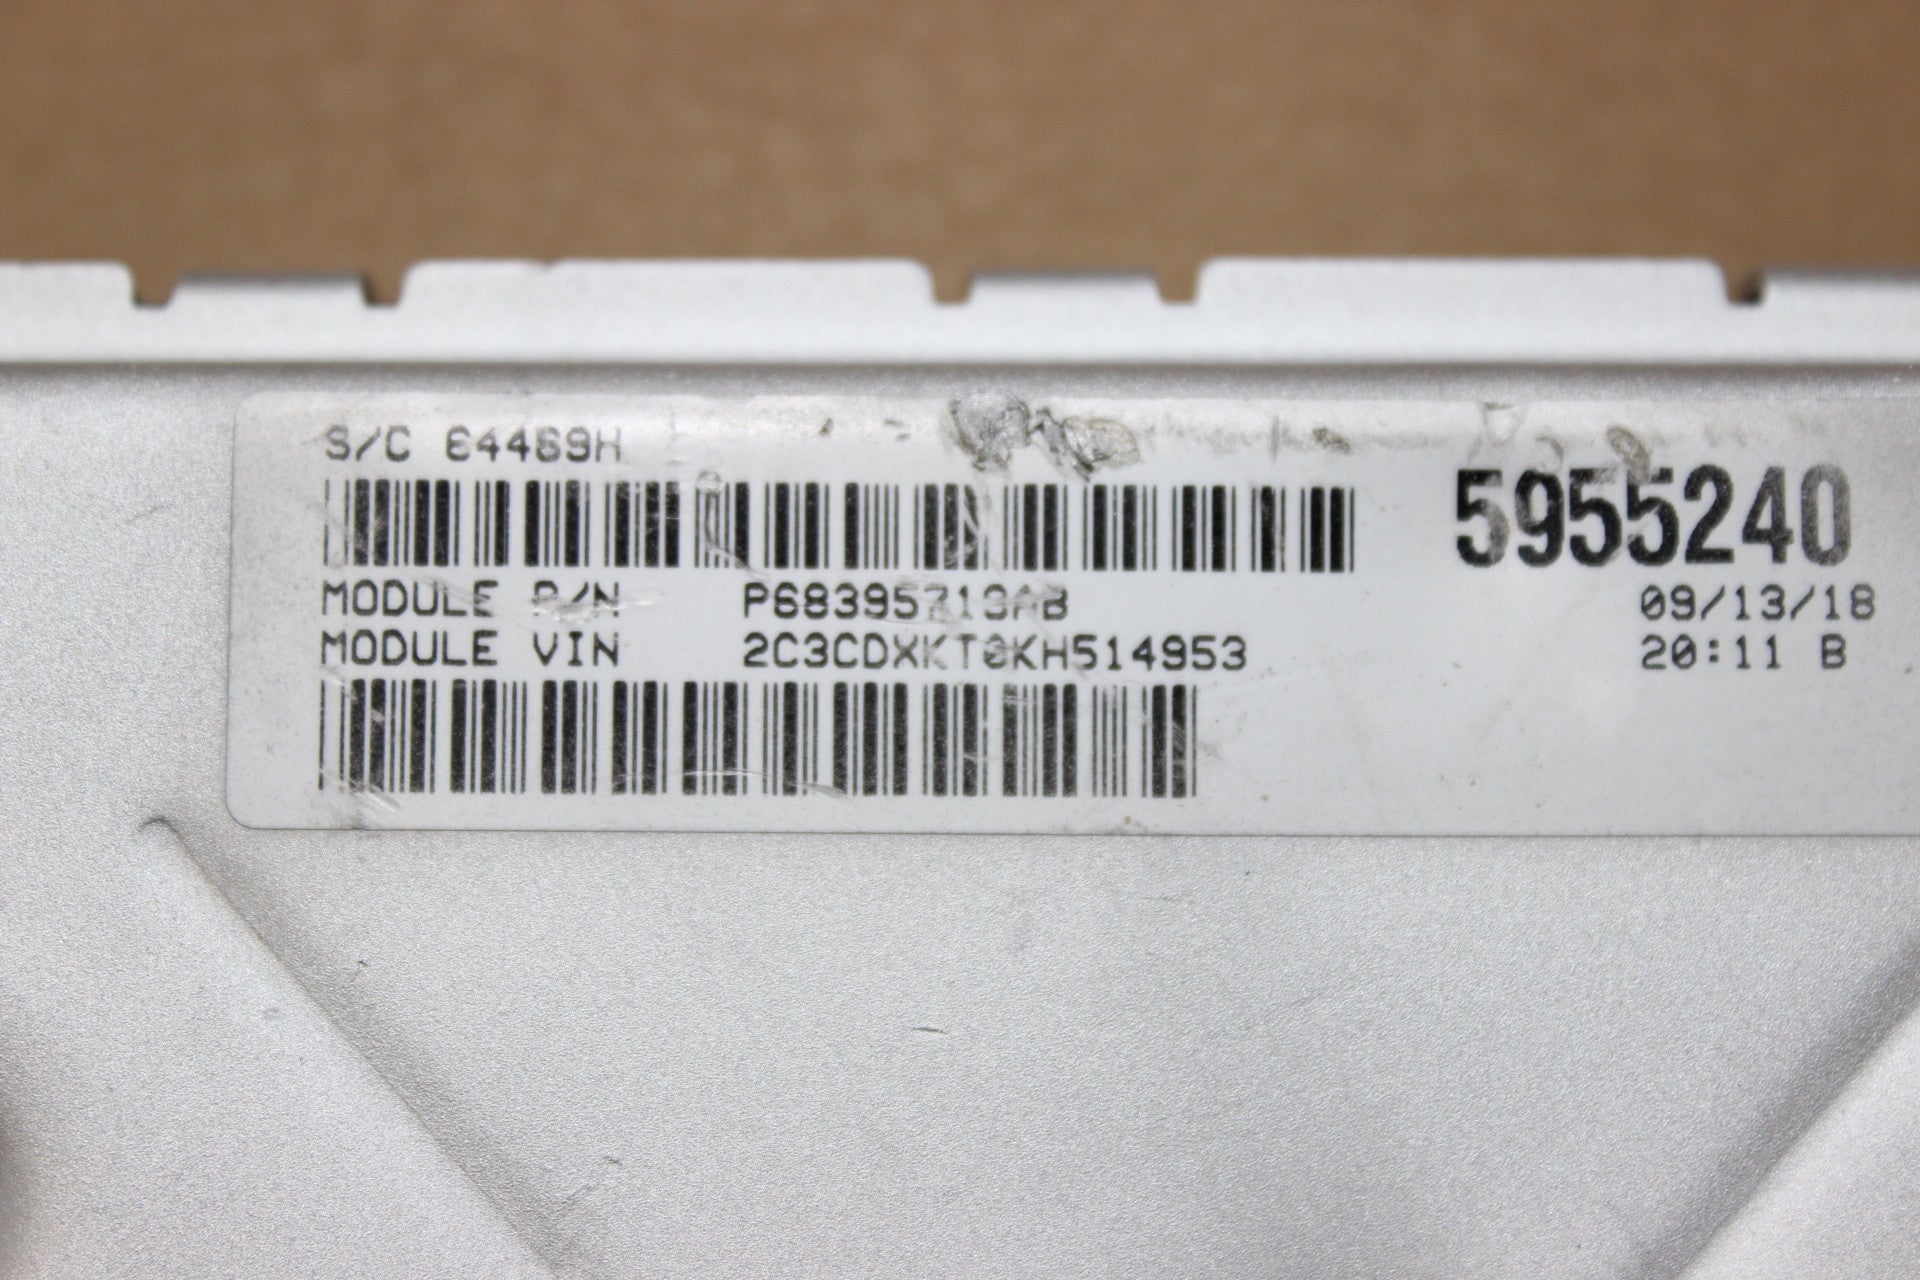 S/C 64469H
5955240
MODULE P/N P68395713AB 09/13/18
MODULE VIN 2C3CDXKT0KH514953 20:11 B